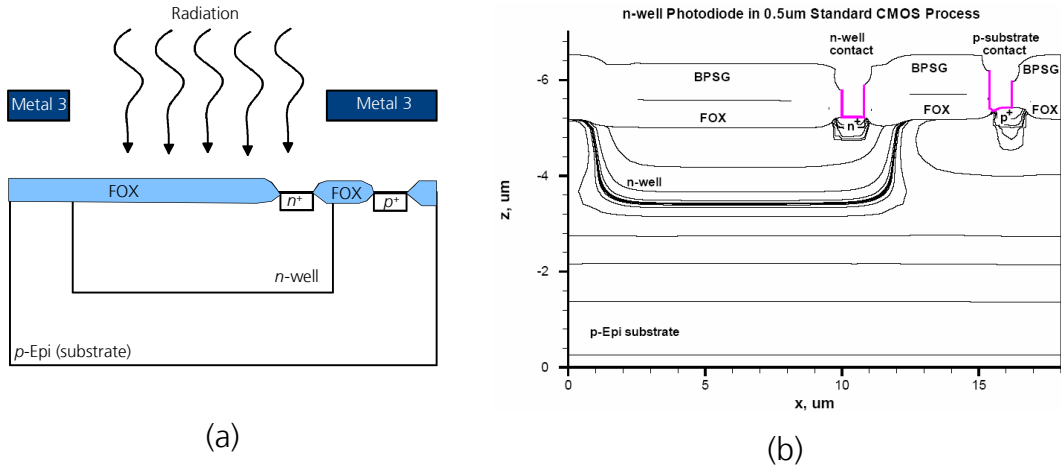 Radiation
Metal 3
Metal 3
FOX
FOX
n+
p+
n-well
p-Epi (substrate)
(a)
n-well Photodiode in 0.5um Standard CMOS Process
n-well
contact
p-substrate
contact
BPSG
BPSG
BPSG
FOX
n+
FOX
p+
FOX
n-well
p-Epi substrate
z, um
-6
-4
-2
0
0
5
10
15
x, um
(b)